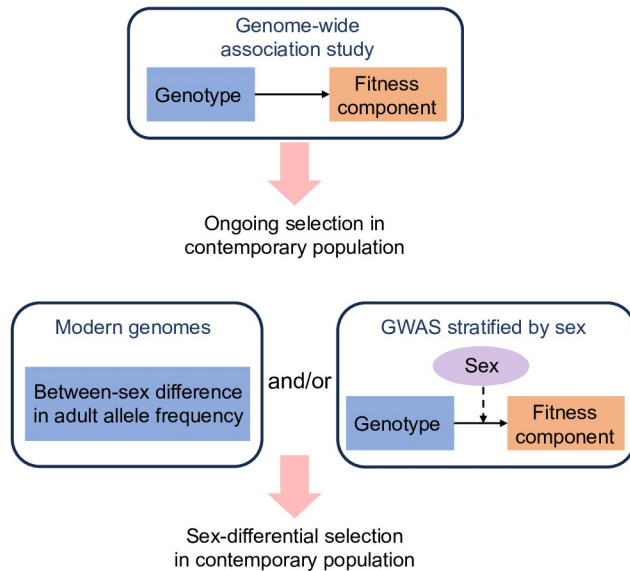 Genome-wide
association study
Genotype
Fitness
component
Ongoing selection in
contemporary population
Modern genomes
Between-sex difference
in adult allele frequency
and/or
GWAS stratified by sex
Sex
Genotype
Fitness
component
Sex-differential selection
in contemporary population